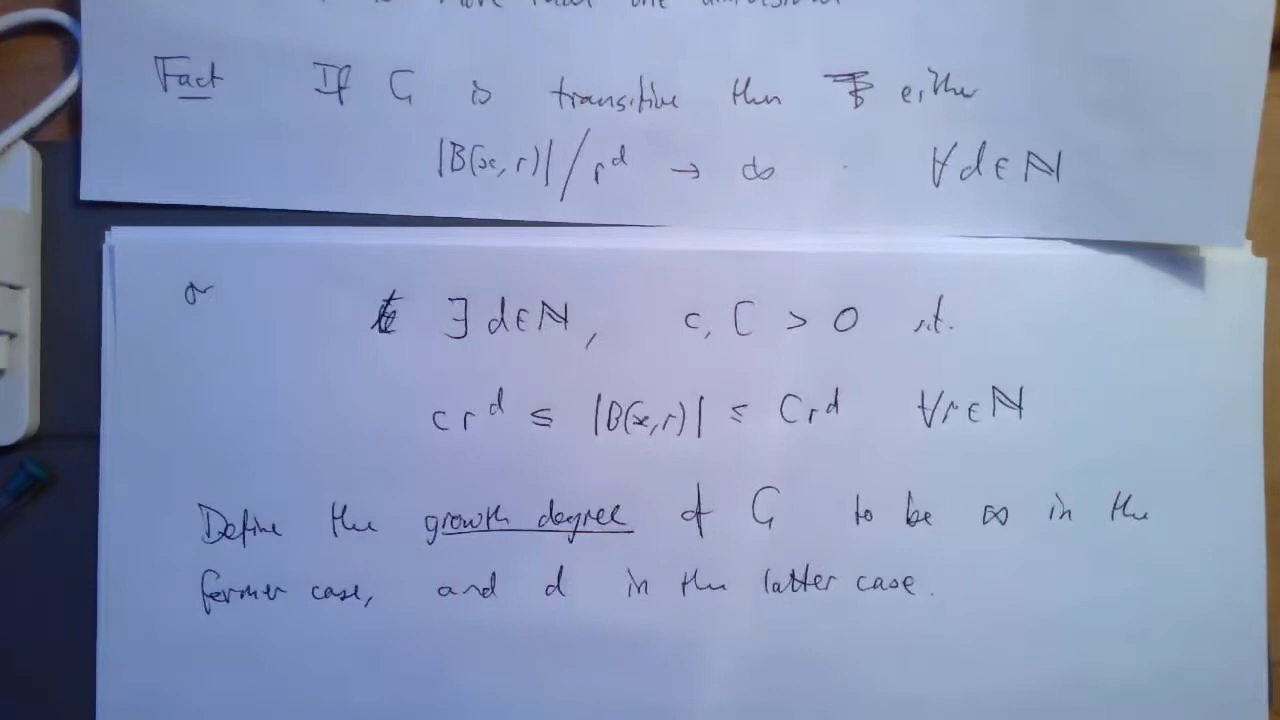 Fact If G is transitive then either
|B(x,r)|/r^d → ∞ ∀d∈ℕ
or ∃d∈ℕ, c, C > 0 s.t.
cr^d ≤ |B(x,r)| ≤ Cr^d ∀r∈ℕ
Define the growth degree of G to be ∞ in the
former case, and d in the latter case.